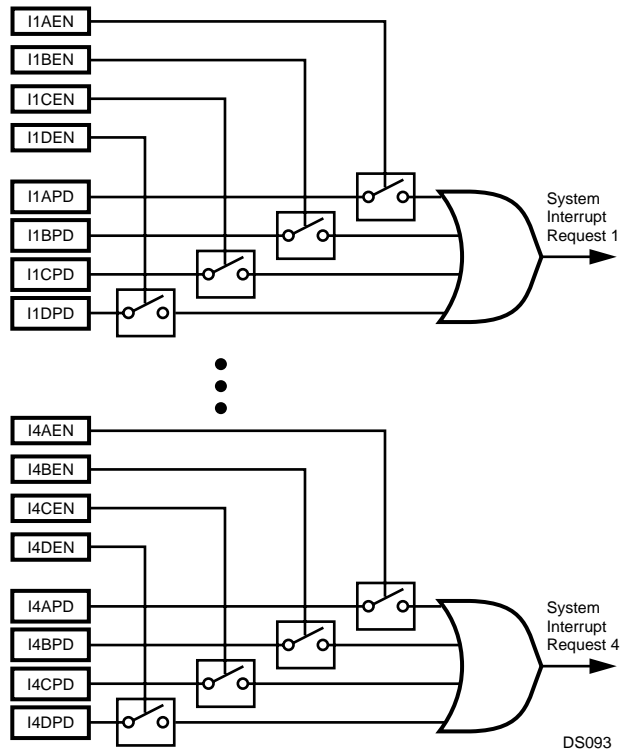 I1AEN
I1BEN
I1CEN
I1DEN
I1APD
I1BPD
I1CPD
I1DPD
System
Interrupt
Request 1
I4AEN
I4BEN
I4CEN
I4DEN
I4APD
I4BPD
I4CPD
I4DPD
System
Interrupt
Request 4
DS093